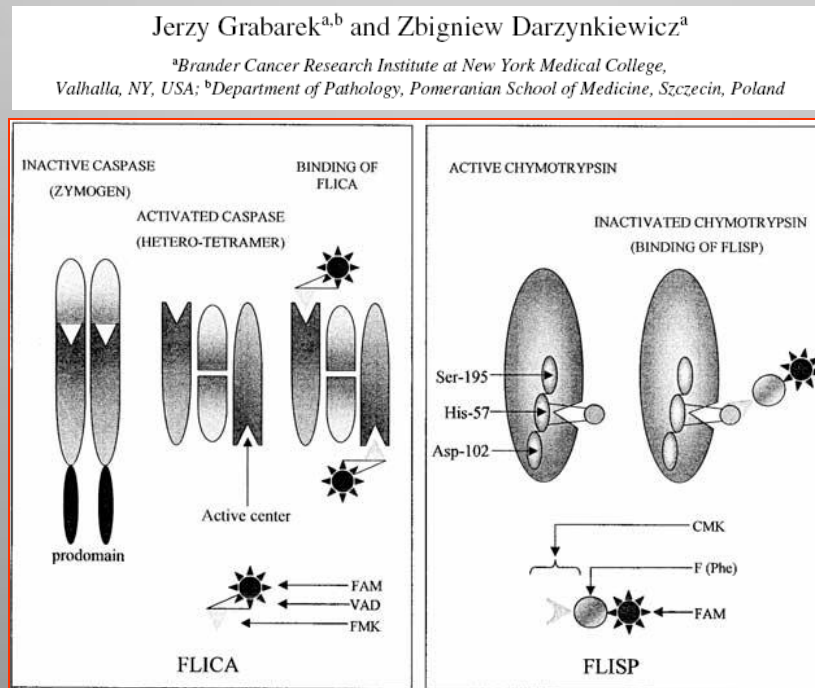 Jerzy Grabarek a,b and Zbigniew Darzynkiewicz a
a Brander Cancer Research Institute at New York Medical College,
Valhalla, NY, USA; b Department of Pathology, Pomeranian School of Medicine, Szczecin, Poland
INACTIVE CASPASE
(ZYMOGEN)
ACTIVATED CASPASE
(HETERO-TETRAMER)
BINDING OF
FLICA
prodomain
Active center
FAM
VAD
FMK
FLICA
ACTIVE CHYMOTRYPSIN
INACTIVATED CHYMOTRYPSIN
(BINDING OF FLISP)
Ser-195
His-57
Asp-102
CMK
F (Phe)
FAM
FLISP